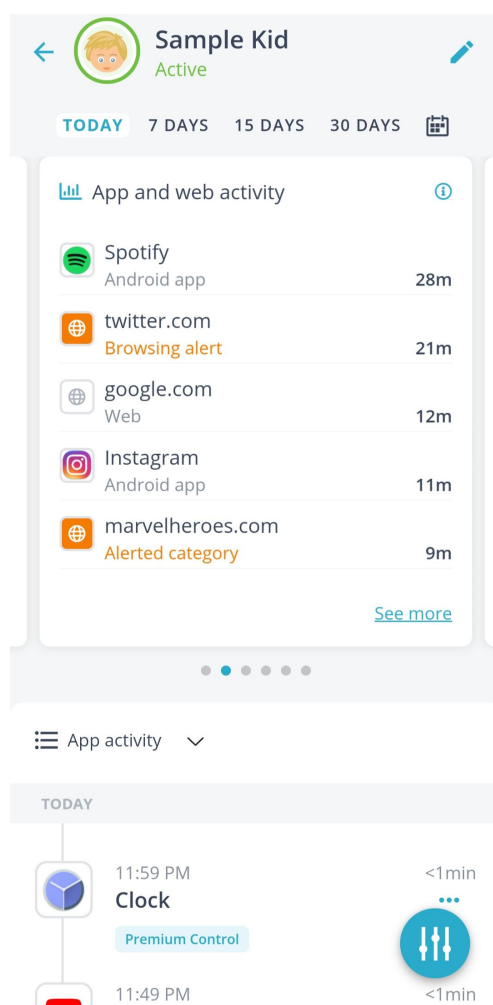 Sample Kid
Active
TODAY 7 DAYS 15 DAYS 30 DAYS
App and web activity
Spotify
Android app 28m
twitter.com
Browsing alert 21m
google.com
Web 12m
Instagram
Android app 11m
marvelheroes.com
Alerted category 9m
See more
App activity
TODAY
11:59 PM <1min
Clock
Premium Control
11:49 PM <1min